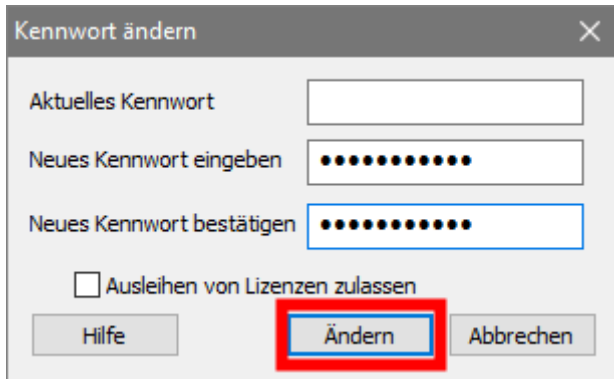 Kennwort ändern
Aktuelles Kennwort
Neues Kennwort eingeben ●●●●●●●●●●●
Neues Kennwort bestätigen ●●●●●●●●●●●
Ausleihen von Lizenzen zulassen
Hilfe Ändern Abbrechen